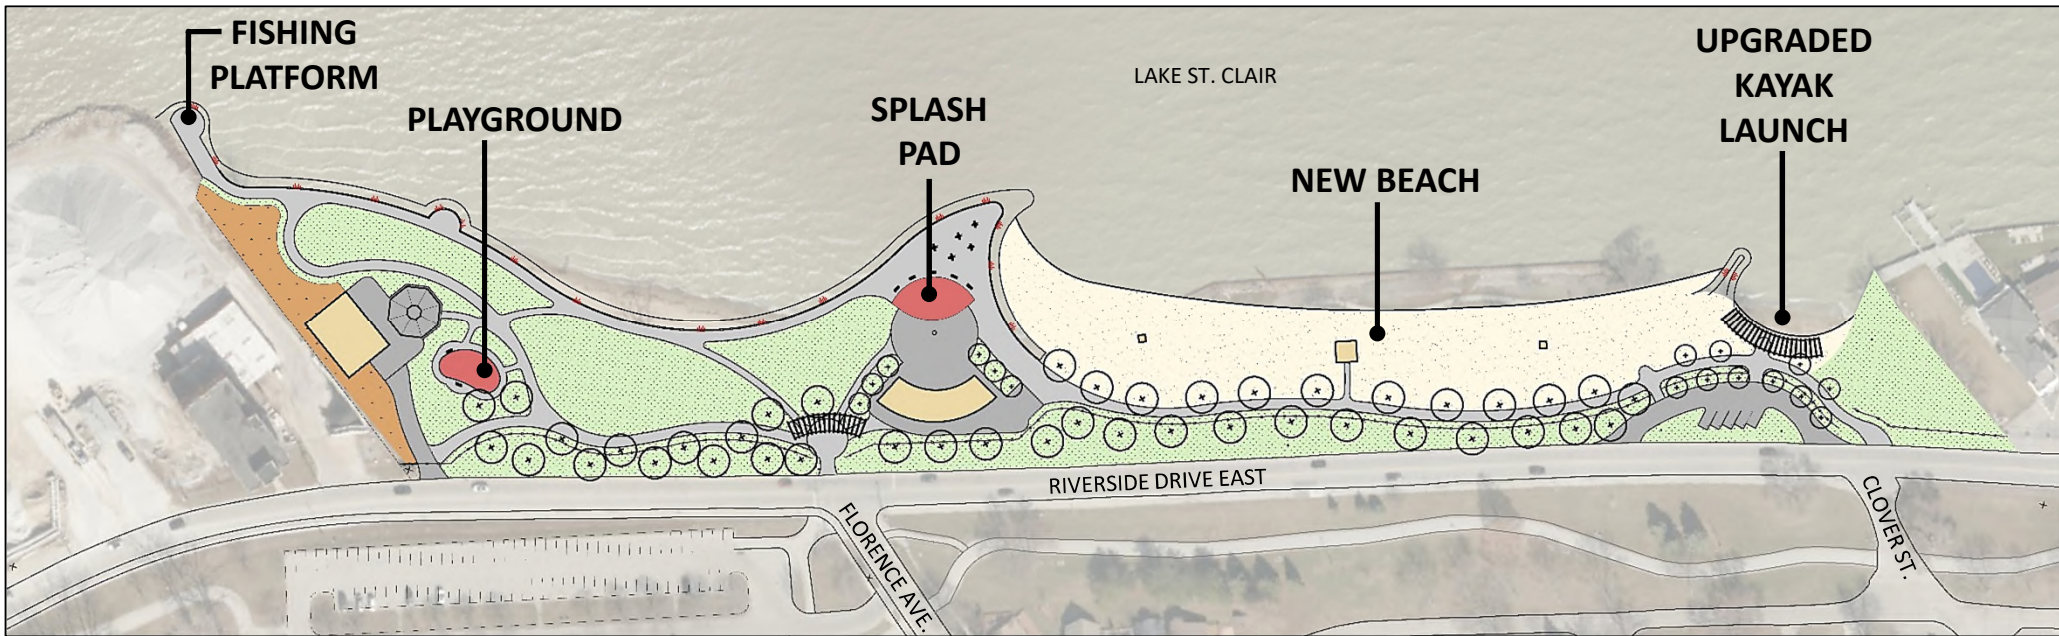 FISHING
PLATFORM
PLAYGROUND
SPLASH
PAD
LAKE ST. CLAIR
NEW BEACH
UPGRADED
KAYAK
LAUNCH
RIVERSIDE DRIVE EAST
FLORENCE AVE.
CLOVER ST.